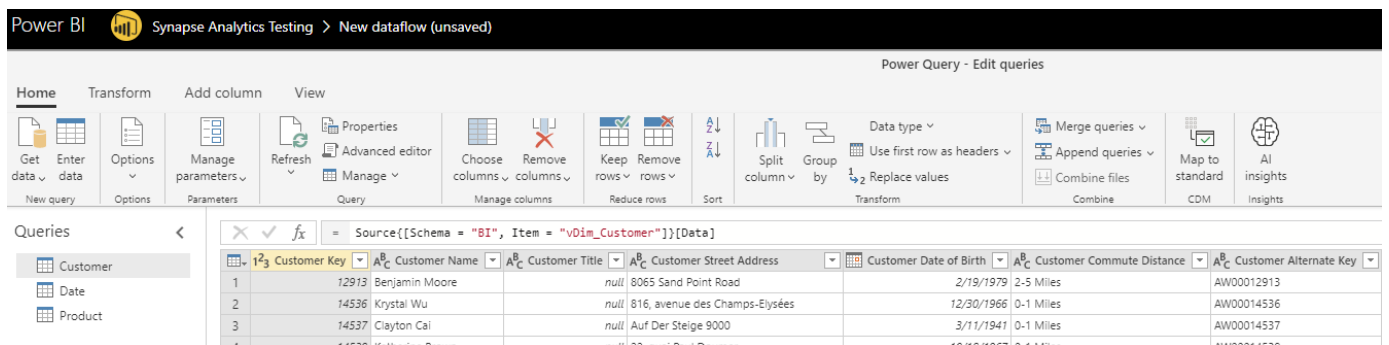 Power BI Synapse Analytics Testing > New dataflow (unsaved)
Power Query - Edit queries
Home Transform Add column View
Get data
Enter data
New query
Options
Options
Manage parameters
Parameters
Refresh
Properties
Advanced editor
Manage
Query
Choose columns
Remove columns
Manage columns
Keep rows
Remove rows
Reduce rows
Sort
Split column
Group by
Data type
Use first row as headers
Replace values
Transform
Merge queries
Append queries
Combine files
Combine
Map to standard
CDM
AI insights
Insights
Queries
Customer
Date
Product
fx = Source{[Schema = "BI", Item = "vDim_Customer"]}[Data]
Customer Key Customer Name Customer Title Customer Street Address Customer Date of Birth Customer Commute Distance Customer Alternate Key
1 12913 Benjamin Moore null 8065 Sand Point Road 2/19/1979 2-5 Miles AW00012913
2 14536 Krystal Wu null 816, avenue des Champs-Elysées 12/30/1966 0-1 Miles AW00014536
3 14537 Clayton Cai null Auf Der Steige 9000 3/11/1941 0-1 Miles AW00014537